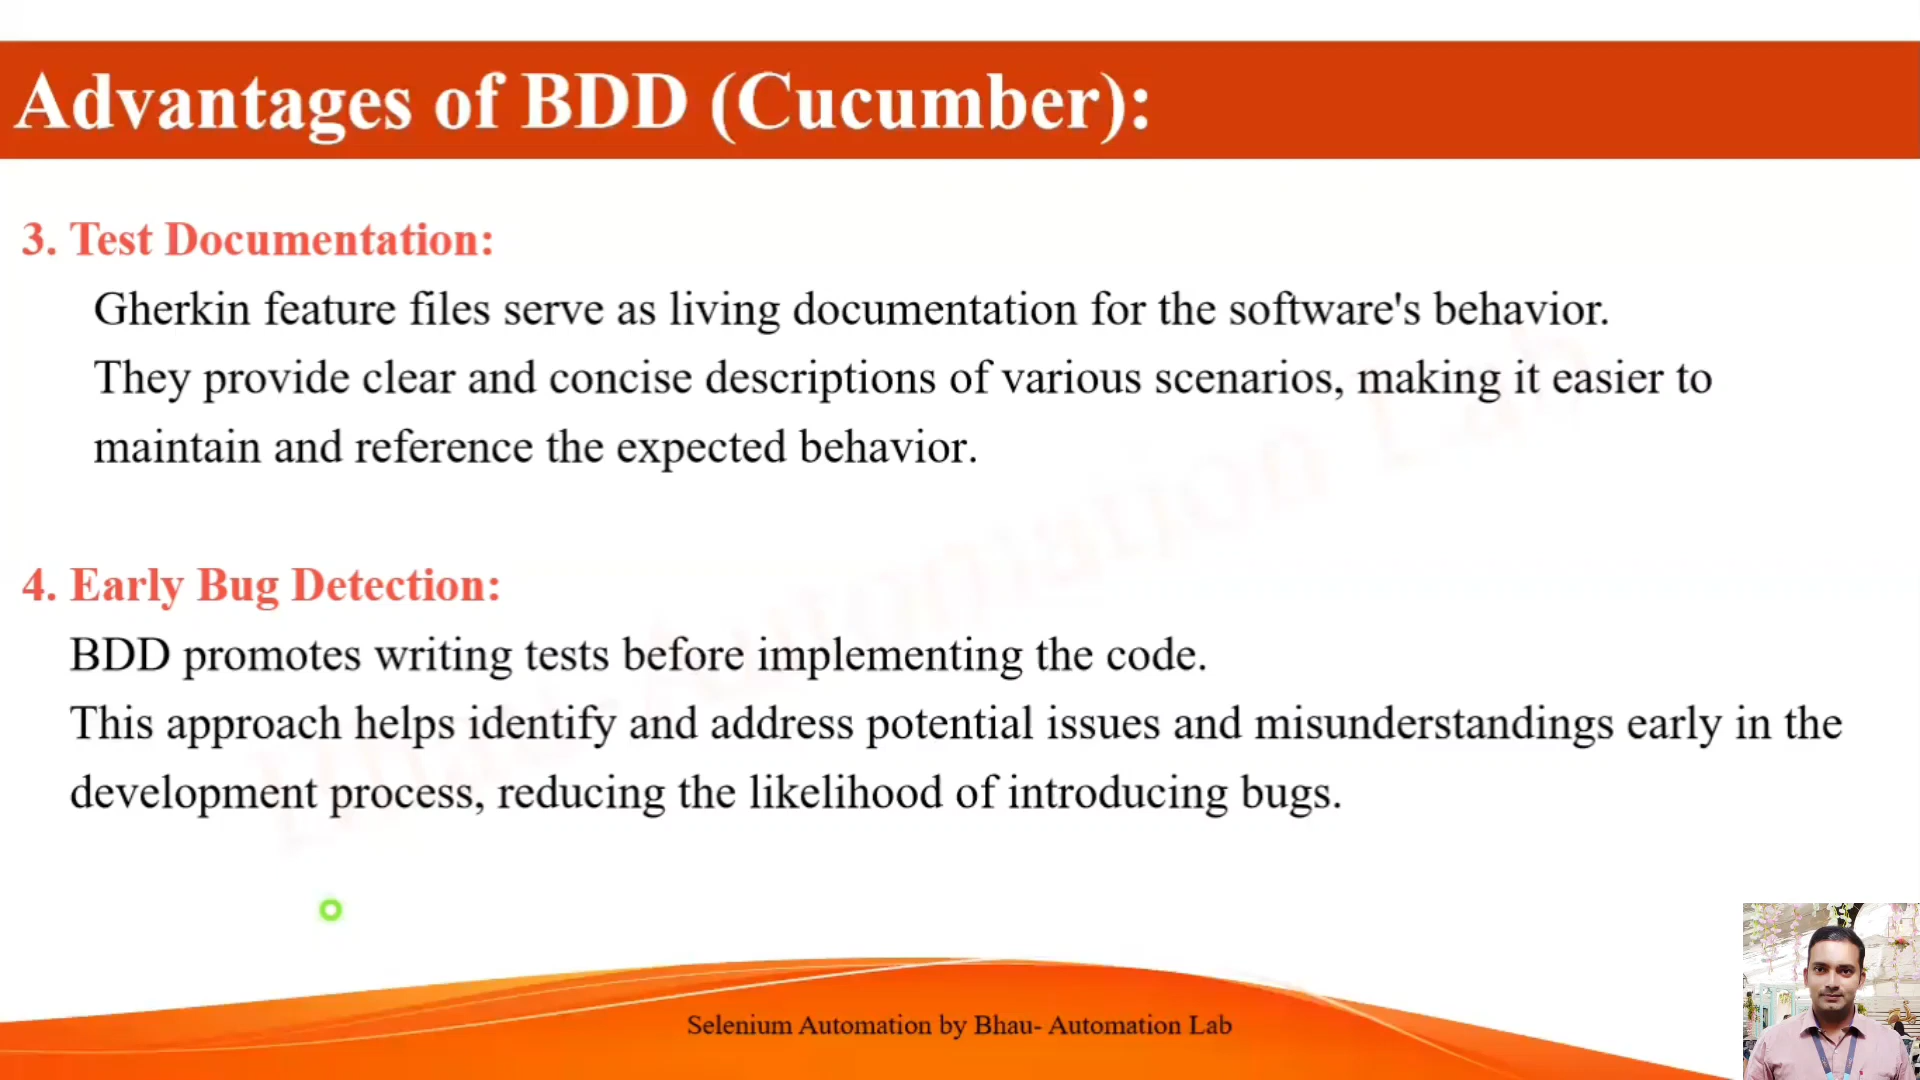 Advantages of BDD (Cucumber):
3. Test Documentation:
Gherkin feature files serve as living documentation for the software's behavior.
They provide clear and concise descriptions of various scenarios, making it easier to
maintain and reference the expected behavior.
4. Early Bug Detection:
BDD promotes writing tests before implementing the code.
This approach helps identify and address potential issues and misunderstandings early in the
development process, reducing the likelihood of introducing bugs.
Bhau-Automation Lab
Selenium Automation by Bhau- Automation Lab